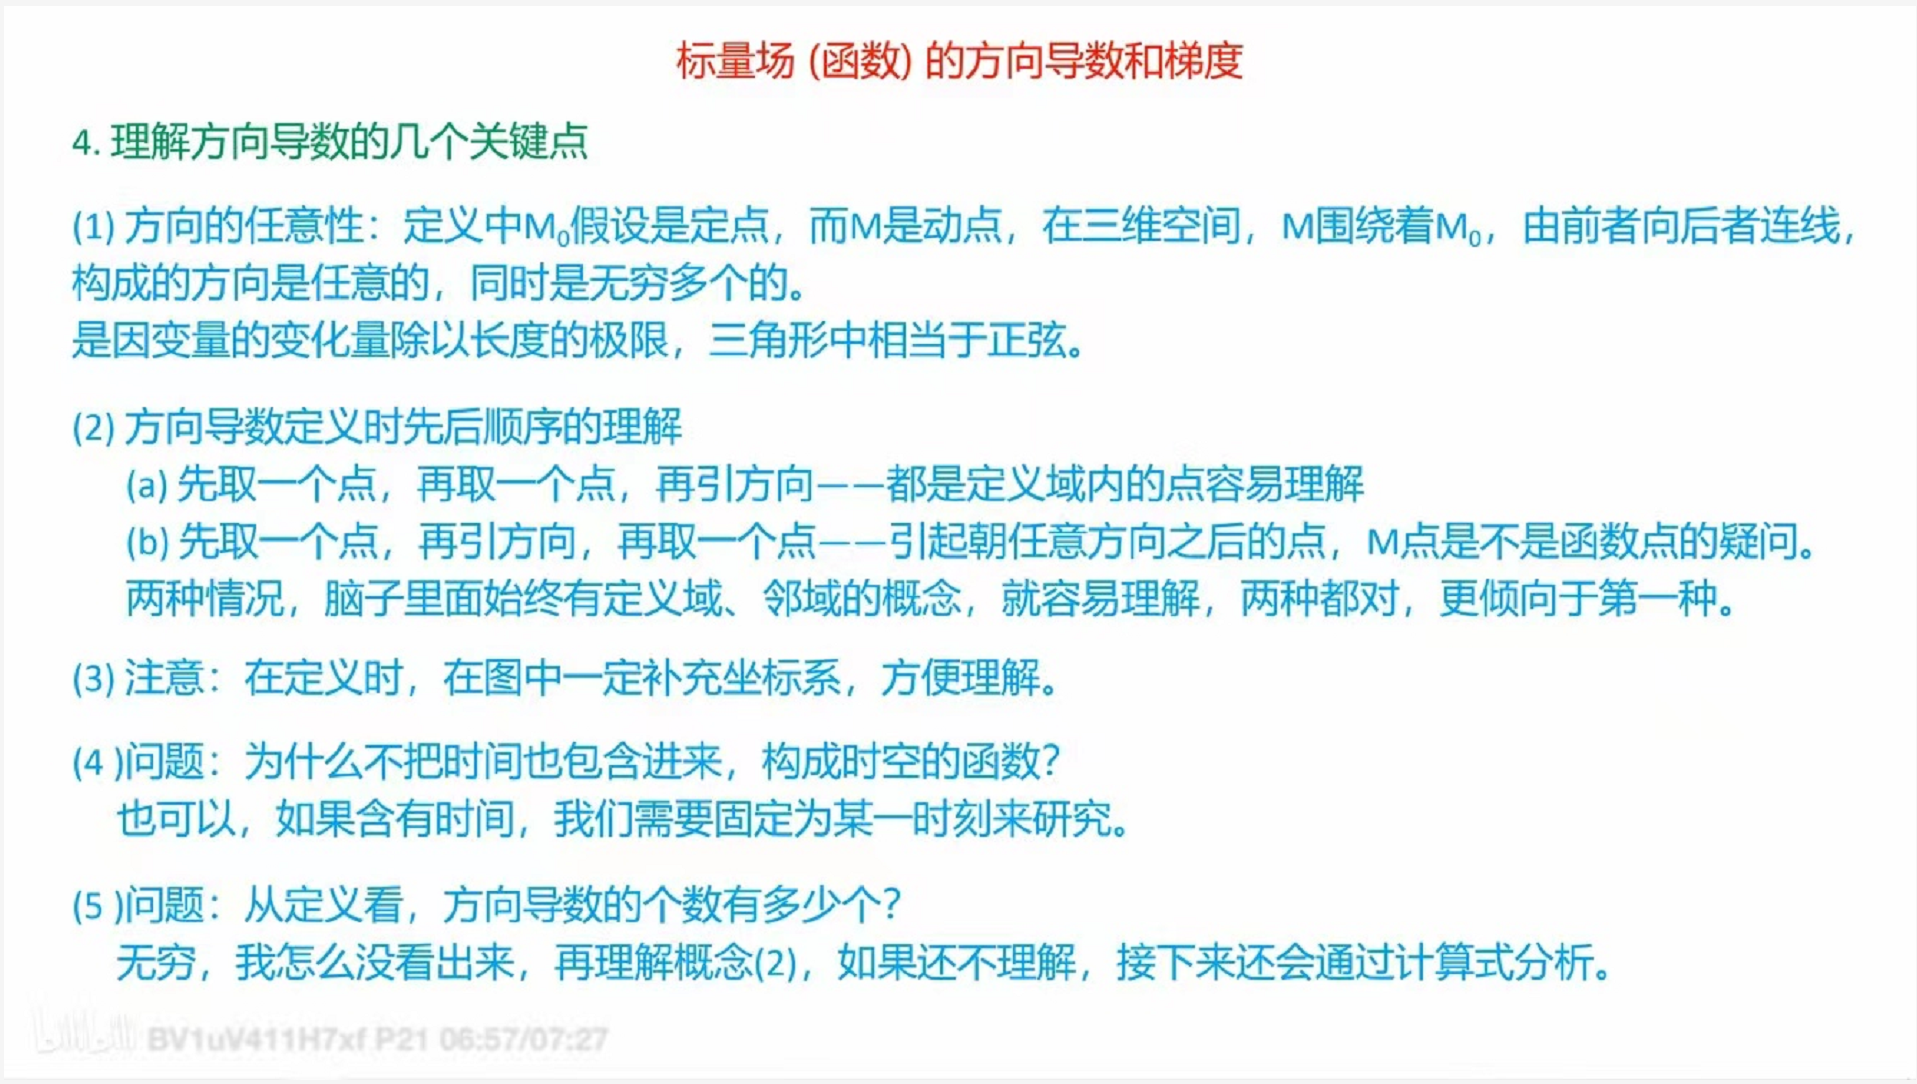 标量场 (函数) 的方向导数和梯度
4. 理解方向导数的几个关键点
(1) 方向的任意性：定义中M₀假设是定点，而M是动点，在三维空间，M围绕着M₀，由前者向后者连线，
构成的方向是任意的，同时是无穷多个的。
是因变量的变化量除以长度的极限，三角形中相当于正弦。
(2) 方向导数定义时先后顺序的理解
(a) 先取一个点，再取一个点，再引方向——都是定义域内的点容易理解
(b) 先取一个点，再引方向，再取一个点——引起朝任意方向之后的点，M点是不是函数点的疑问。
两种情况，脑子里面始终有定义域、邻域的概念，就容易理解，两种都对，更倾向于第一种。
(3) 注意：在定义时，在图中一定补充坐标系，方便理解。
(4 )问题：为什么不把时间也包含进来，构成时空的函数？
也可以，如果含有时间，我们需要固定为某一时刻来研究。
(5 )问题：从定义看，方向导数的个数有多少个？
无穷，我怎么没看出来，再理解概念(2)，如果还不理解，接下来还会通过计算式分析。
bilibili BV1uV411H7xf P21 06:57/07:27